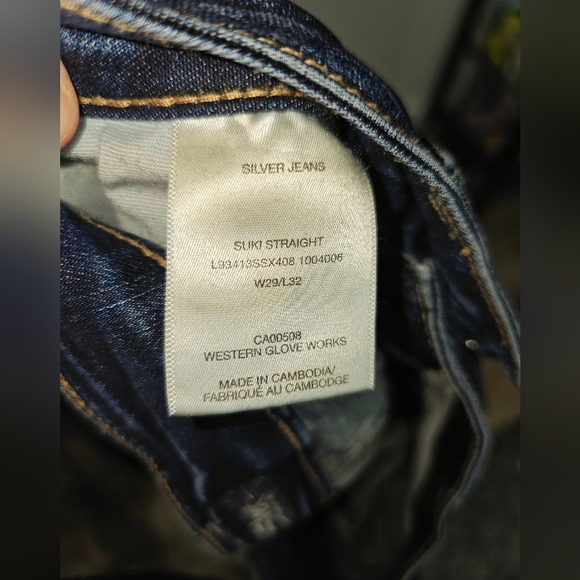 SILVER JEANS
SUKI STRAIGHT
L93413SSX408 1004006
W29/L32
CA00508
WESTERN GLOVE WORKS
MADE IN CAMBODIA/
FABRIQUÉ AU CAMBODGE